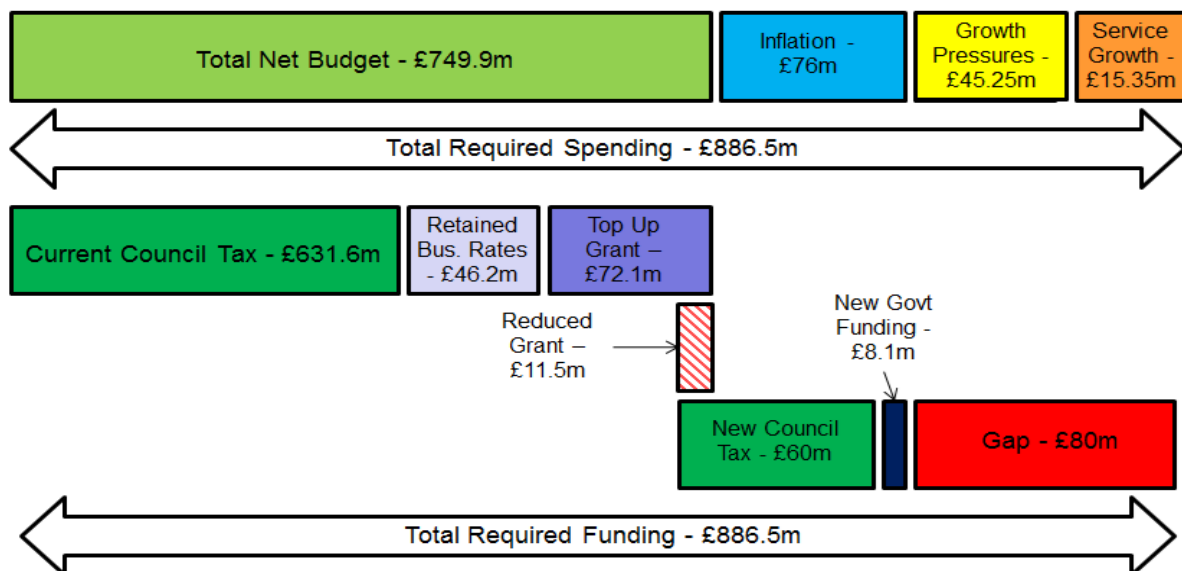 Total Net Budget - £749.9m
Inflation -
£76m
Growth
Pressures -
£45.25m
Service
Growth -
£15.35m
Total Required Spending - £886.5m
Current Council Tax - £631.6m
Retained
Bus. Rates
- £46.2m
Top Up
Grant –
£72.1m
Reduced
Grant –
£11.5m
New Govt
Funding -
£8.1m
New Council
Tax - £60m
Gap - £80m
Total Required Funding - £886.5m